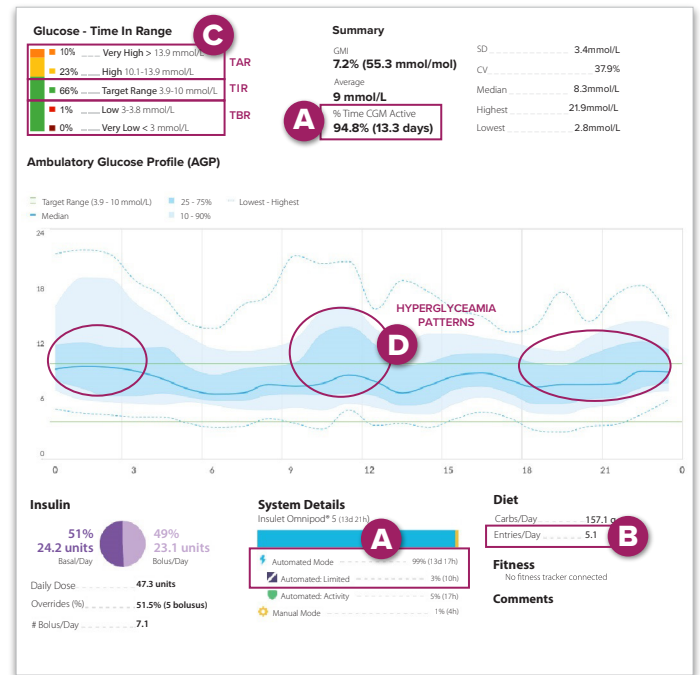 Glucose - Time In Range
C
10% Very High > 13.9 mmol/L
23% High 10.1-13.9 mmol/L
TAR
66% Target Range 3.9-10 mmol/L
TIR
1% Low 3-3.8 mmol/L
TBR
0% Very Low < 3 mmol/L
Summary
GMI
7.2% (55.3 mmol/mol)
Average
9 mmol/L
A
% Time CGM Active
94.8% (13.3 days)
SD 3.4mmol/L
CV 37.9%
Median 8.3mmol/L
Highest 21.9mmol/L
Lowest 2.8mmol/L
Ambulatory Glucose Profile (AGP)
Target Range (3.9 - 10 mmol/L) 25 - 75% Lowest - Highest
Median 10 - 90%
24
18
12
6
0
HYPERGLYCEAMIA
PATTERNS
D
0 3 6 9 12 15 18 21 0
Insulin
51%
24.2 units
Basal/Day
49%
23.1 units
Bolus/Day
Daily Dose 47.3 units
Overrides (%) 51.5% (5 bolusus)
# Bolus/Day 7.1
System Details
Insulet Omnipod® 5 (13d 21h)
A
Automated Mode 99% (13d 17h)
Automated: Limited 3% (10h)
Automated: Activity 5% (17h)
Manual Mode 1% (4h)
Diet
Carbs/Day 157.1 g
Entries/Day 5.1
B
Fitness
No fitness tracker connected
Comments